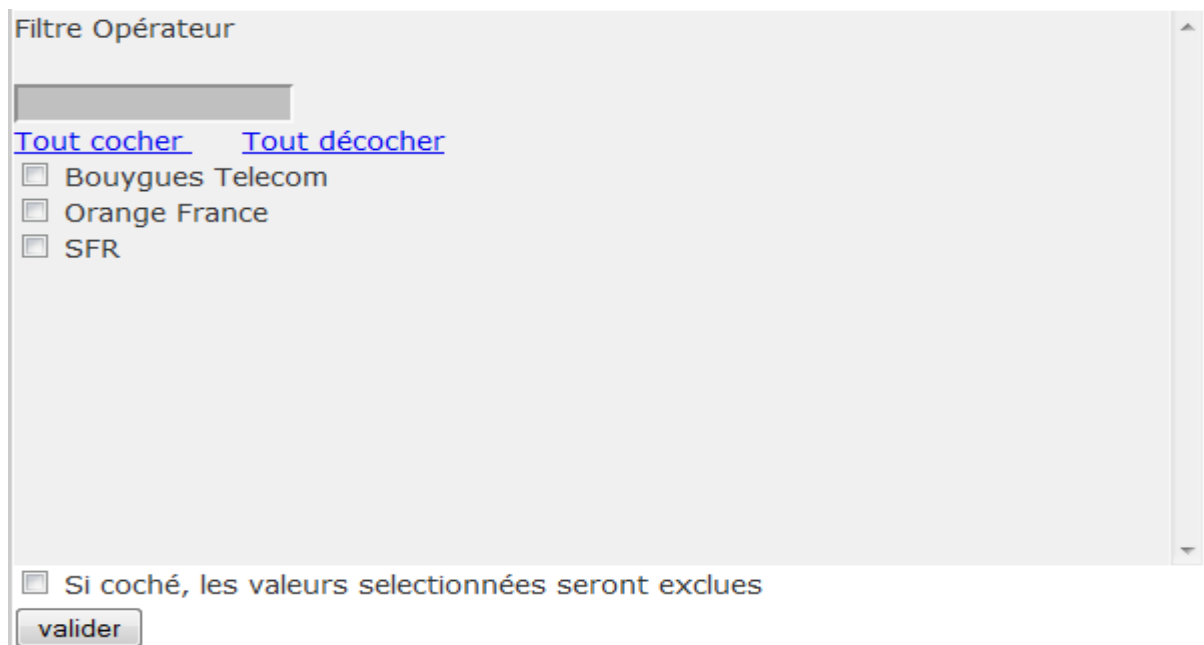 Filtre Opérateur
Tout cocher Tout décocher
Bouygues Telecom
Orange France
SFR
Si coché, les valeurs selectionnées seront exclues
valider